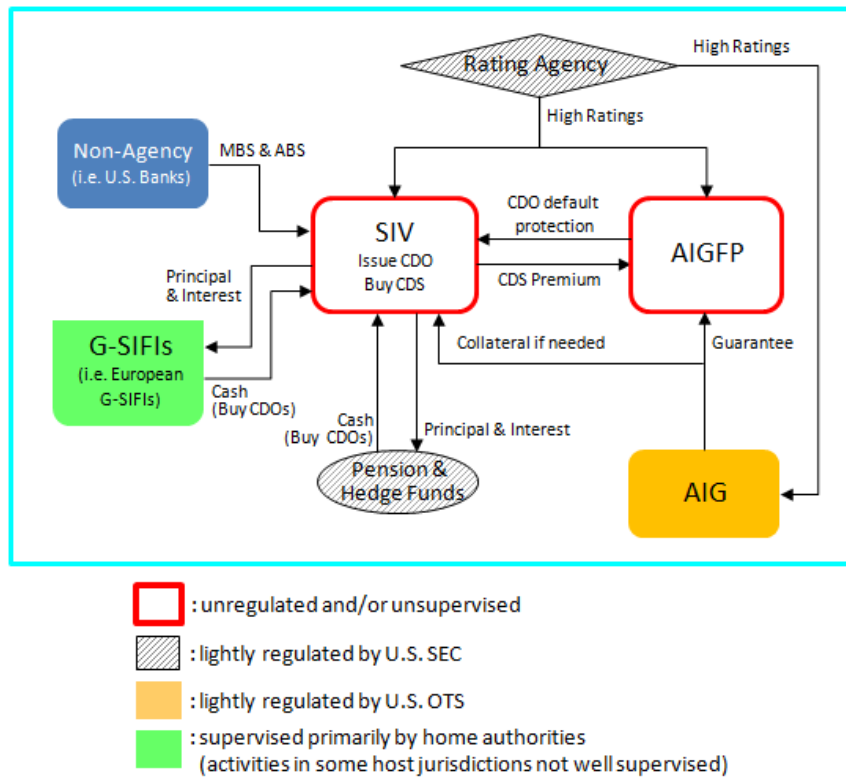 High Ratings
Rating Agency
High Ratings
Non-Agency
(i.e. U.S. Banks)
MBS & ABS
SIV
Issue CDO
Buy CDS
CDO default
protection
CDS Premium
AIGFP
Principal
& Interest
G-SIFIs
(i.e. European
G-SIFIs)
Cash
(Buy CDOs)
Collateral if needed
Guarantee
Cash
(Buy CDOs)
Principal & Interest
Pension &
Hedge Funds
AIG
: unregulated and/or unsupervised
: lightly regulated by U.S. SEC
: lightly regulated by U.S. OTS
: supervised primarily by home authorities
(activities in some host jurisdictions not well supervised)